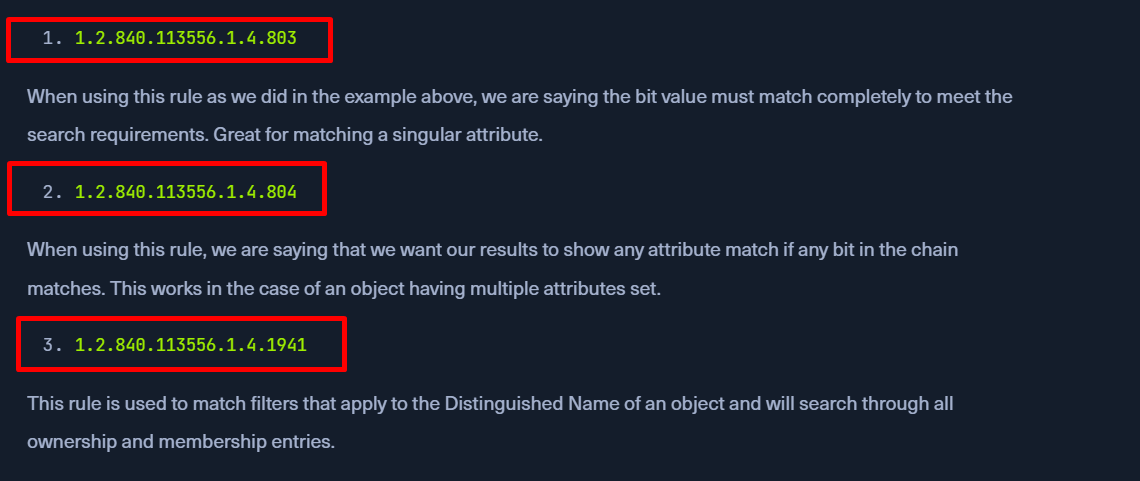 1. 1.2.840.113556.1.4.803
When using this rule as we did in the example above, we are saying the bit value must match completely to meet the
search requirements. Great for matching a singular attribute.
2. 1.2.840.113556.1.4.804
When using this rule, we are saying that we want our results to show any attribute match if any bit in the chain
matches. This works in the case of an object having multiple attributes set.
3. 1.2.840.113556.1.4.1941
This rule is used to match filters that apply to the Distinguished Name of an object and will search through all
ownership and membership entries.